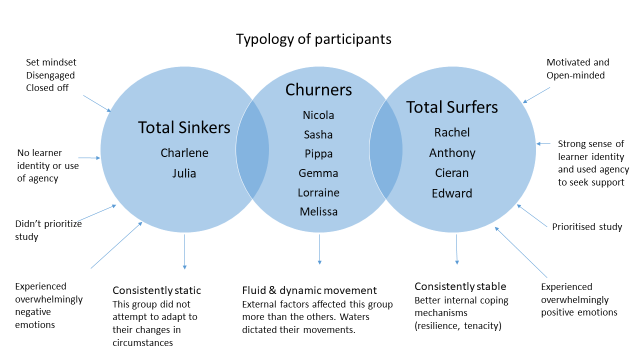 Typology of participants
Set mindset
Disengaged
Closed off
No learner
identity or use
of agency
Didn't prioritize
study
Experienced
overwhelmingly
negative
emotions
Total Sinkers
Charlene
Julia
Churners
Nicola
Sasha
Pippa
Gemma
Lorraine
Melissa
Total Surfers
Rachel
Anthony
Cieran
Edward
Motivated and
Open-minded
Strong sense of
learner identity
and used agency
to seek support
Prioritised study
Experienced
overwhelmingly
positive emotions
Consistently static
This group did not
attempt to adapt to
their changes in
circumstances
Fluid & dynamic movement
External factors affected this group
more than the others. Waters
dictated their movements.
Consistently stable
Better internal coping
mechanisms
(resilience, tenacity)